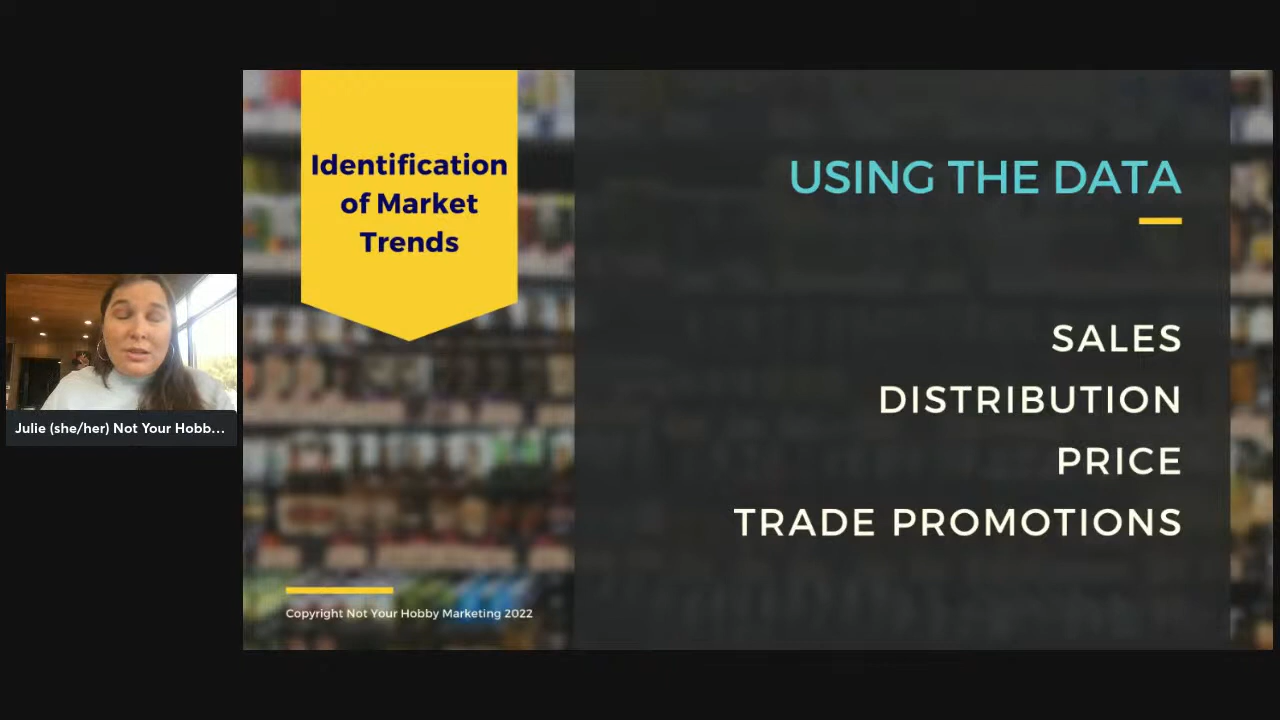 Identification
of Market
Trends
USING THE DATA
SALES
DISTRIBUTION
PRICE
TRADE PROMOTIONS
Julie (she/her) Not Your Hobb...
Copyright Not Your Hobby Marketing 2022